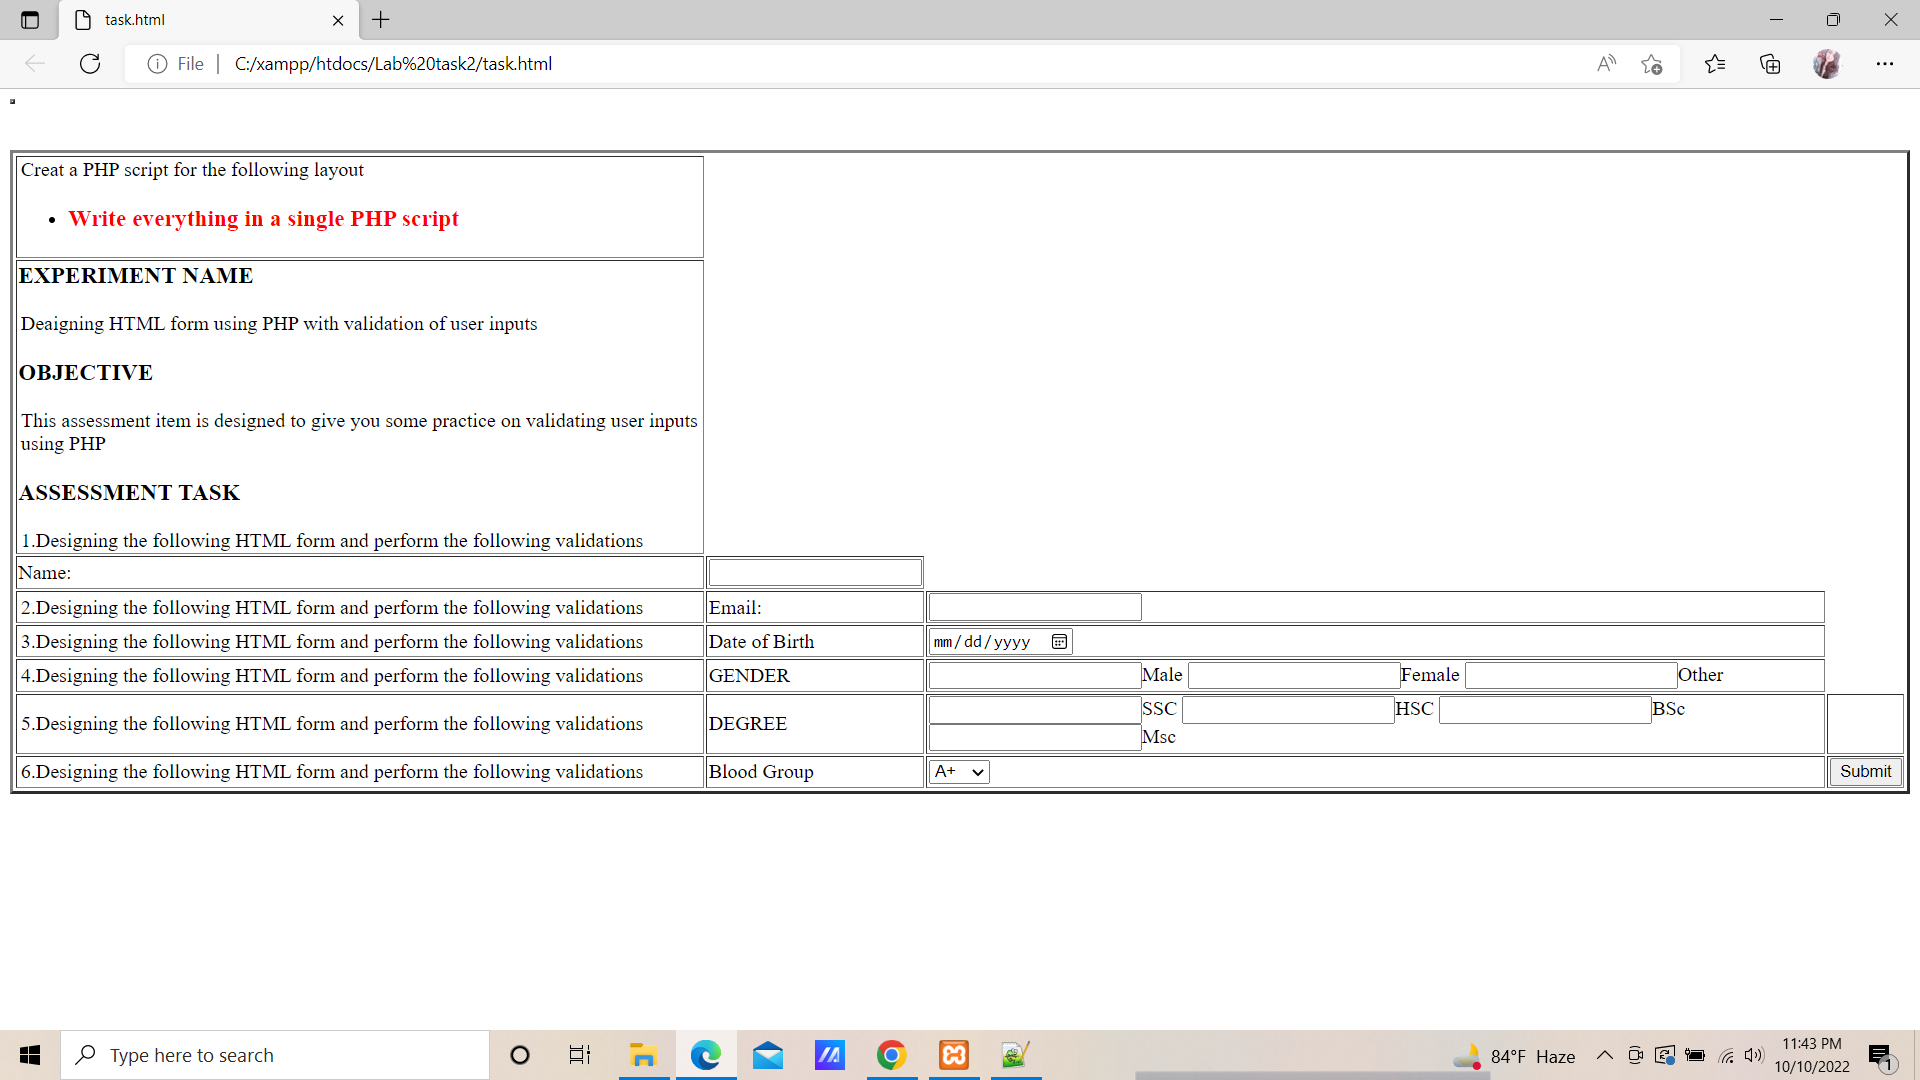 task.html
File
C:/xampp/htdocs/Lab%20task2/task.html
Creat a PHP script for the following layout
• Write everything in a single PHP script
EXPERIMENT NAME
Deaigning HTML form using PHP with validation of user inputs
OBJECTIVE
This assessment item is designed to give you some practice on validating user inputs
using PHP
ASSESSMENT TASK
1.Designing the following HTML form and perform the following validations
Name:
2.Designing the following HTML form and perform the following validations Email:
3.Designing the following HTML form and perform the following validations Date of Birth mm/dd/yyyy
4.Designing the following HTML form and perform the following validations GENDER Male Female Other
5.Designing the following HTML form and perform the following validations DEGREE SSC HSC BSc
Msc
6.Designing the following HTML form and perform the following validations Blood Group A+ Submit
Type here to search
84°F Haze
11:43 PM
10/10/2022
1